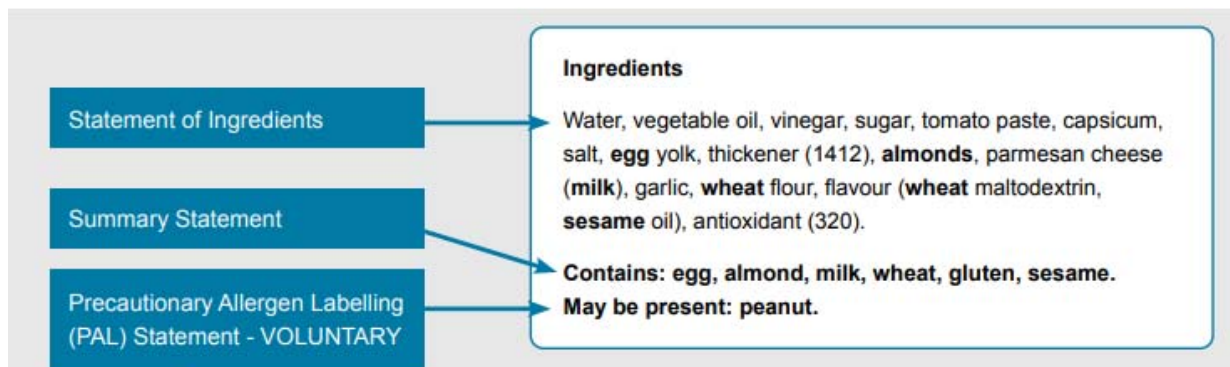 Statement of Ingredients
Summary Statement
Precautionary Allergen Labelling
(PAL) Statement - VOLUNTARY
Ingredients
Water, vegetable oil, vinegar, sugar, tomato paste, capsicum,
salt, egg yolk, thickener (1412), almonds, parmesan cheese
(milk), garlic, wheat flour, flavour (wheat maltodextrin,
sesame oil), antioxidant (320).
Contains: egg, almond, milk, wheat, gluten, sesame.
May be present: peanut.